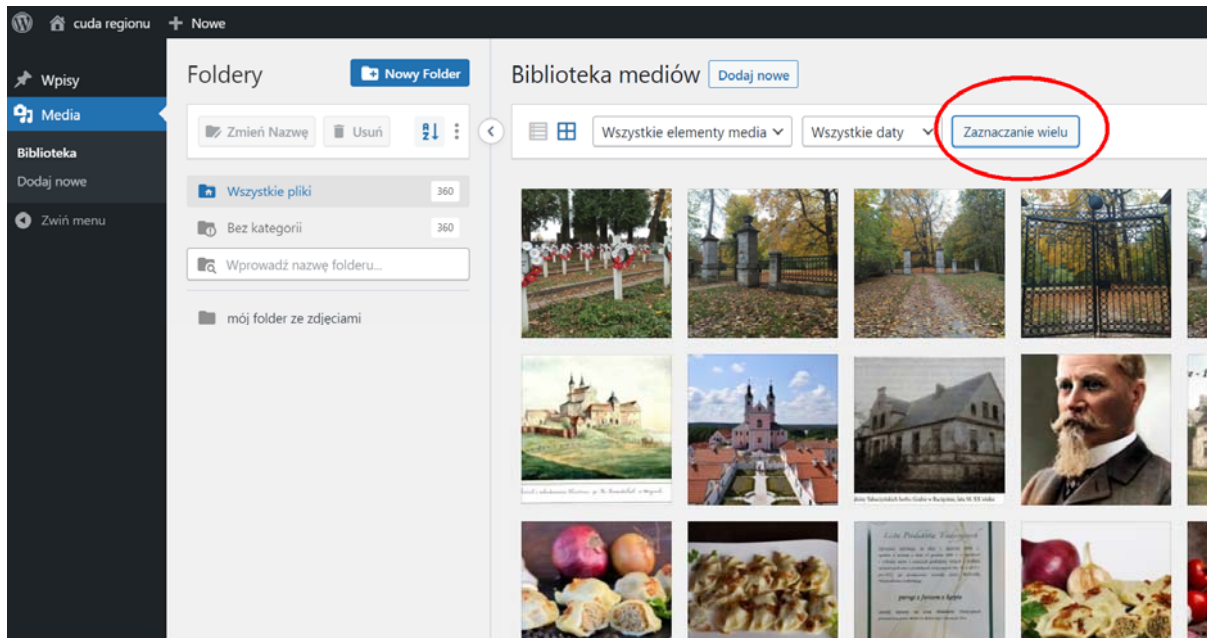 cuda regionu
Nowe
Wpisy
Media
Biblioteka
Dodaj nowe
Zwiń menu
Foldery
Nowy Folder
Zmień Nazwę
Usuń
Wszystkie pliki
360
Bez kategorii
360
Wprowadź nazwę folderu...
mój folder ze zdjęciami
Biblioteka mediów
Dodaj nowe
Wszystkie elementy media
Wszystkie daty
Zaznaczanie wielu